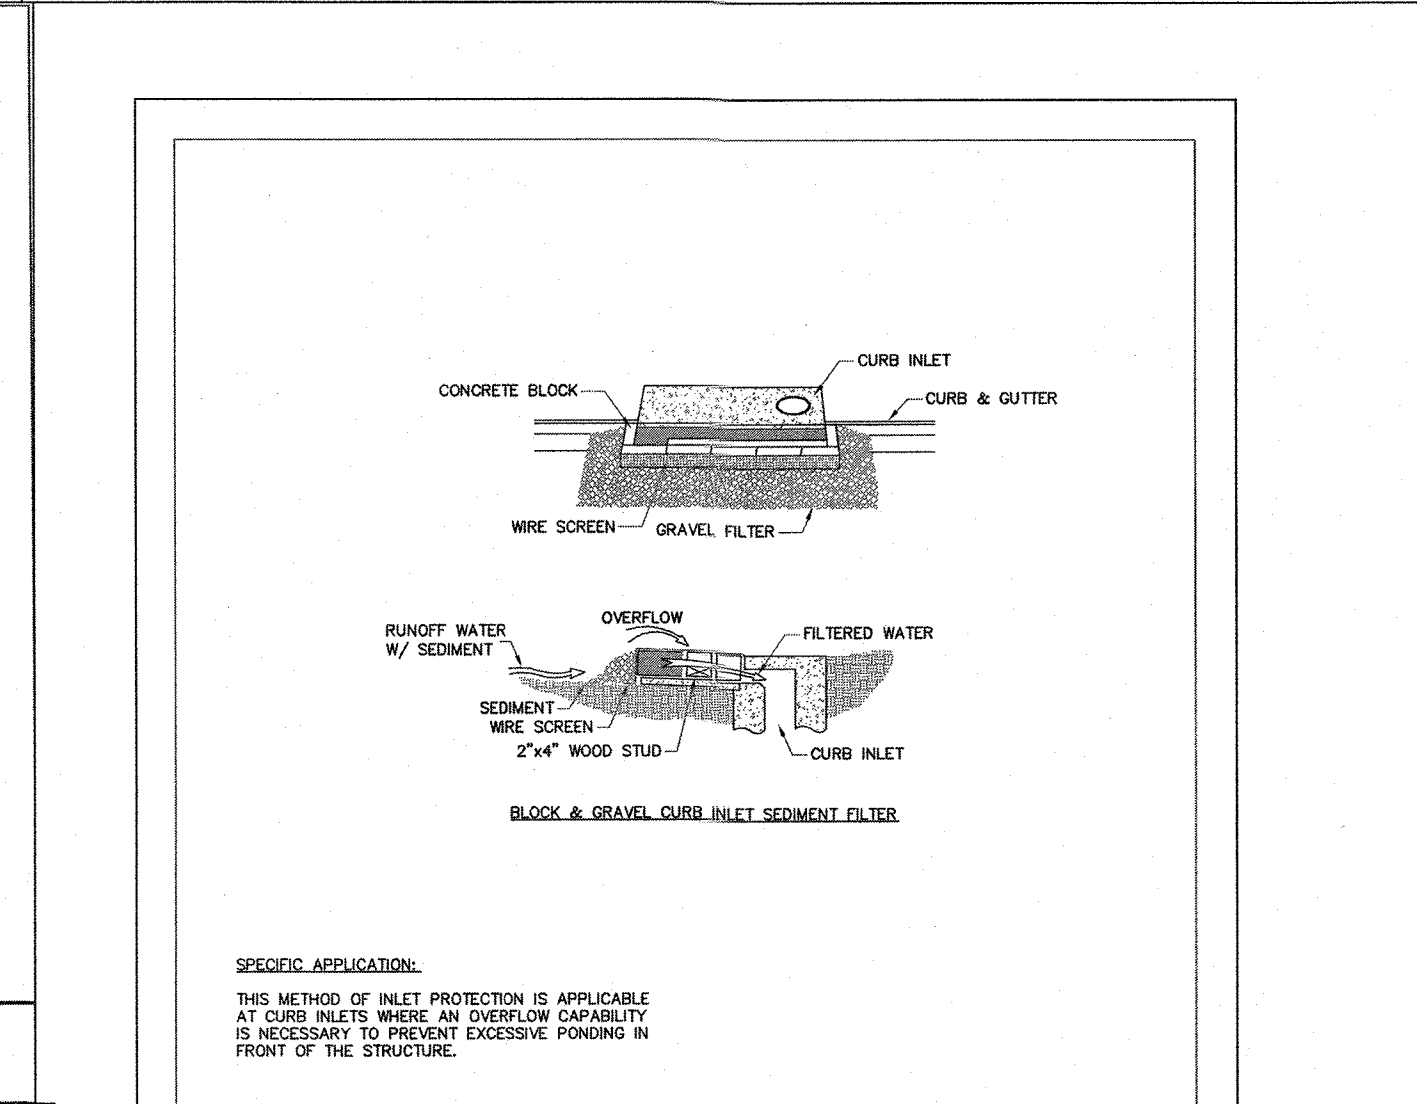 CURB INLET
CONCRETE BLOCK
CURB & GUTTER
WIRE SCREEN
GRAVEL FILTER
OVERFLOW
RUNOFF WATER
W/ SEDIMENT
FILTERED WATER
SEDIMENT
WIRE SCREEN
2"x4" WOOD STUD
CURB INLET
BLOCK & GRAVEL CURB INLET SEDIMENT FILTER
SPECIFIC APPLICATION:
THIS METHOD OF INLET PROTECTION IS APPLICABLE
AT CURB INLETS WHERE AN OVERFLOW CAPABILITY
IS NECESSARY TO PREVENT EXCESSIVE PONDING IN
FRONT OF THE STRUCTURE.